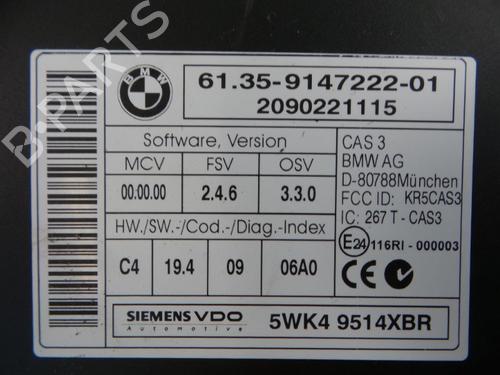 BMW
61.35-9147222-01
2090221115
Software, Version
MCV FSV OSV
00.00.00 2.4.6 3.3.0
HW./SW.-/Cod.-/Diag.-Index
C4 19.4 09 06A0
CAS 3
BMW AG
D-80788München
FCC ID: KR5CAS3
IC: 267 T - CAS3
E24 116RI - 000003
CE
SIEMENS VDO
Automotive
5WK4 9514XBR
B-PARTS